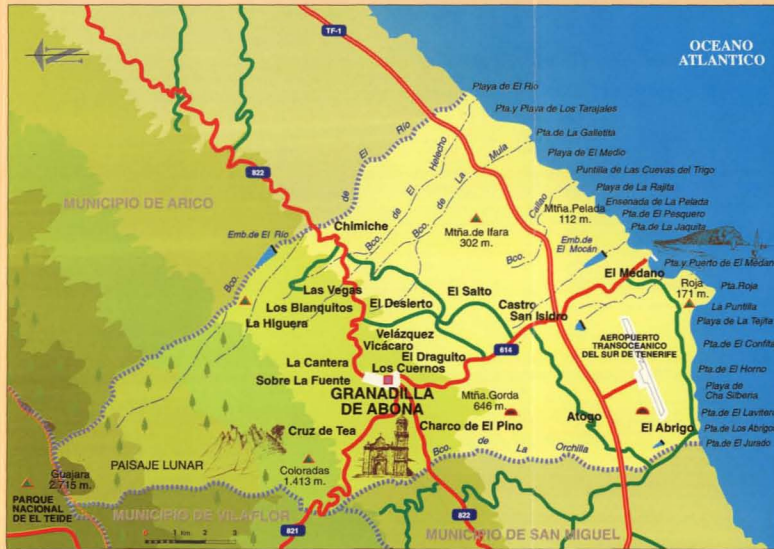 OCEANO
ATLANTICO
TF-1
Playa de El Río
Pta.y Playa de Los Tarajales
Pta.de La Galletita
Playa de El Medio
Puntilla de Las Cuevas del Trigo
Playa de La Rajita
Ensenada de La Pelada
Pta.de El Pesquero
Pta.de La Jaquita
Pta.y Puerto de El Médano
Pta.Roja
La Puntilla
Playa de La Tejita
Pta.de El Confital
Pta.de El Horno
Playa de
Cha Silberia
Pta.de El Laviten
Pta.de Los Abrigos
Pta.de El Jurado
822
MUNICIPIO DE ARICO
Bco. de El Río
Bco. de El Helecho
Bco. de La Mula
Bco. Callao
Emb.de El Río
Chimiche
Mtña.de Ifara
302 m.
Mtña.Pelada
112 m.
Emb.de
El Mocán
El Médano
Roja
171 m.
Las Vegas
Los Blanquitos
La Higuera
El Desierto
El Salto
Castro
San Isidro
Velázquez
Vicácaro
El Draguito
Los Cuernos
814
AEROPUERTO
TRANSOCEANICO
DEL SUR DE TENERIFE
La Cantera
Sobre La Fuente
GRANADILLA
DE ABONA
Mtña.Gorda
646 m.
Cruz de Tea
Charco de El Pino
Atogo
El Abrigo
Bco. de La Orchilla
PAISAJE LUNAR
Coloradas
1.413 m.
Guajara
2.715 m.
PARQUE
NACIONAL
DE EL TEIDE
MUNICIPIO DE VILAFLOR
MUNICIPIO DE SAN MIGUEL
821
822
1 km 2 3